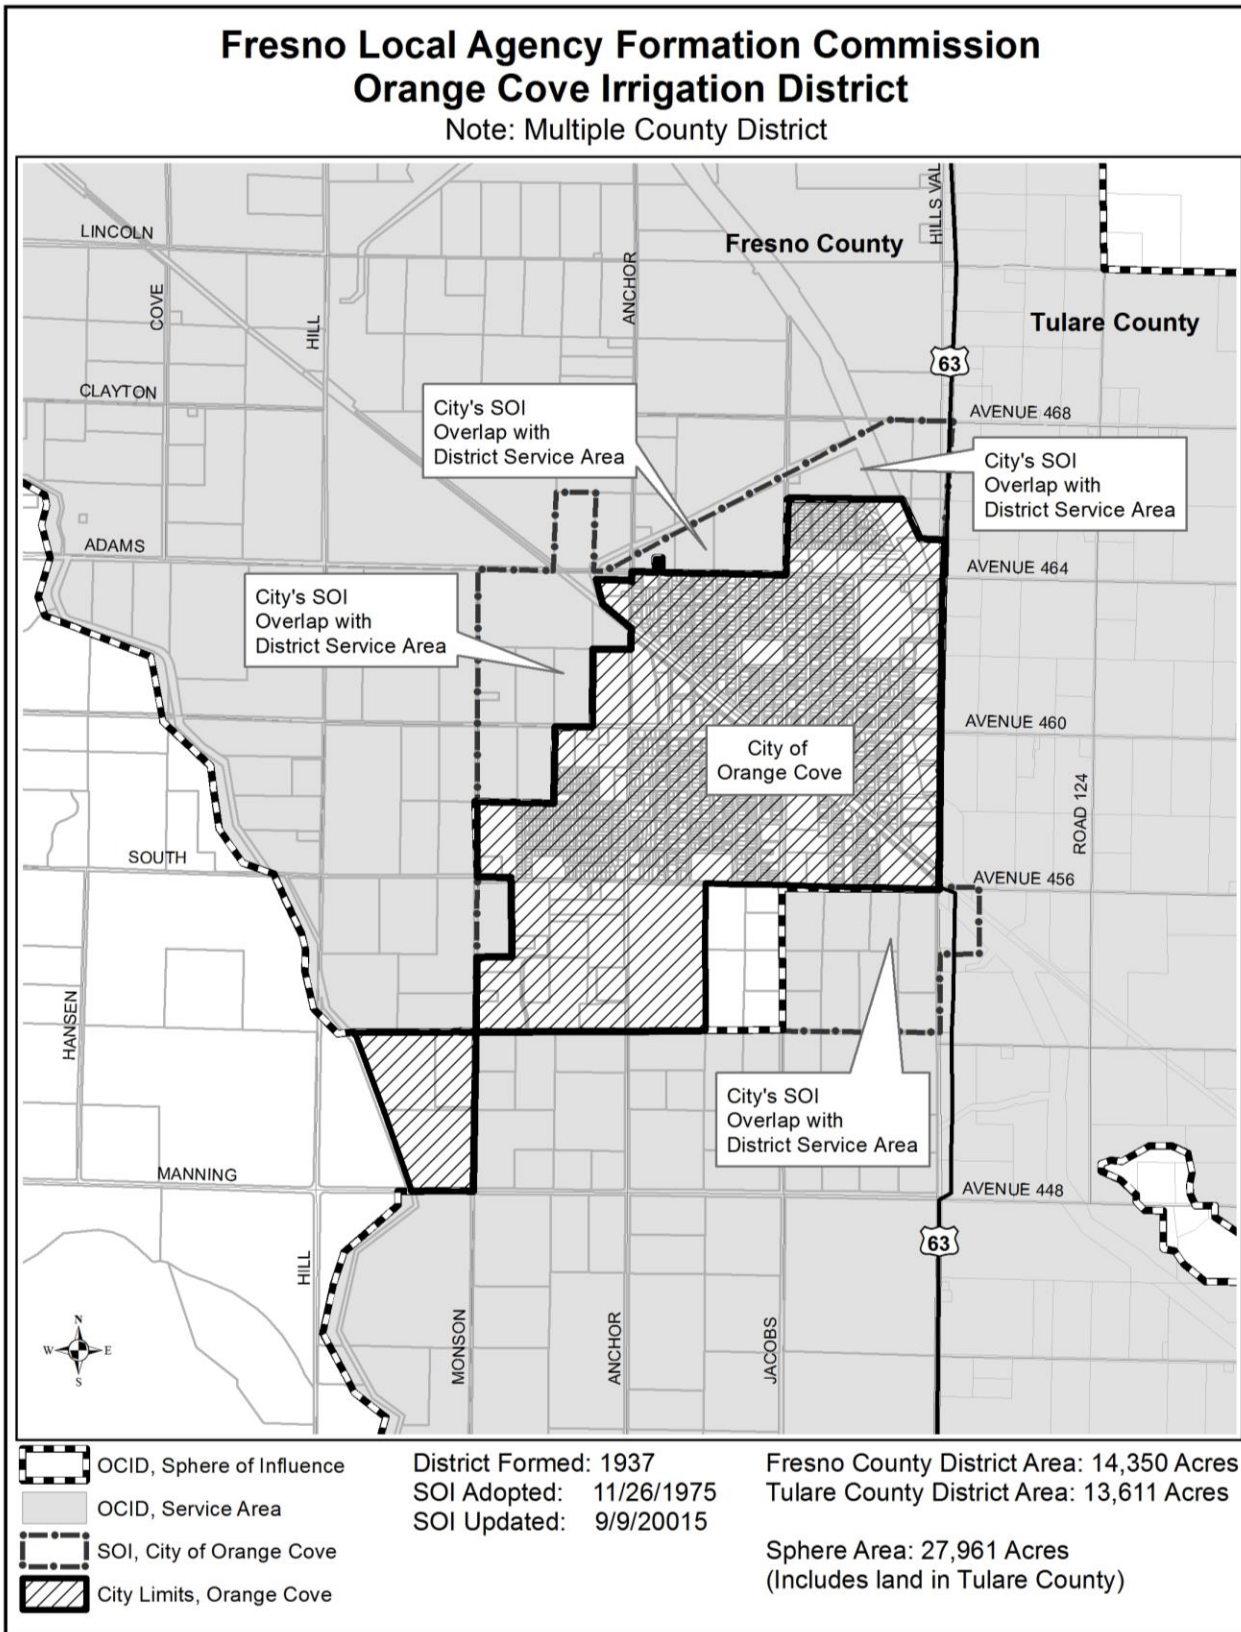 Fresno Local Agency Formation Commission
Orange Cove Irrigation District
Note: Multiple County District
HILLS VAL
LINCOLN
Fresno County
COVE
HILL
ANCHOR
Tulare County
63
CLAYTON
City's SOI
Overlap with
District Service Area
AVENUE 468
City's SOI
Overlap with
District Service Area
ADAMS
AVENUE 464
City's SOI
Overlap with
District Service Area
AVENUE 460
City of
Orange Cove
ROAD 124
SOUTH
AVENUE 456
HANSEN
City's SOI
Overlap with
District Service Area
MANNING
AVENUE 448
63
HILL
N
W
E
S
MONSON
ANCHOR
JACOBS
OCID, Sphere of Influence
OCID, Service Area
SOI, City of Orange Cove
City Limits, Orange Cove
District Formed: 1937
SOI Adopted: 11/26/1975
SOI Updated: 9/9/20015
Fresno County District Area: 14,350 Acres
Tulare County District Area: 13,611 Acres
Sphere Area: 27,961 Acres
(Includes land in Tulare County)